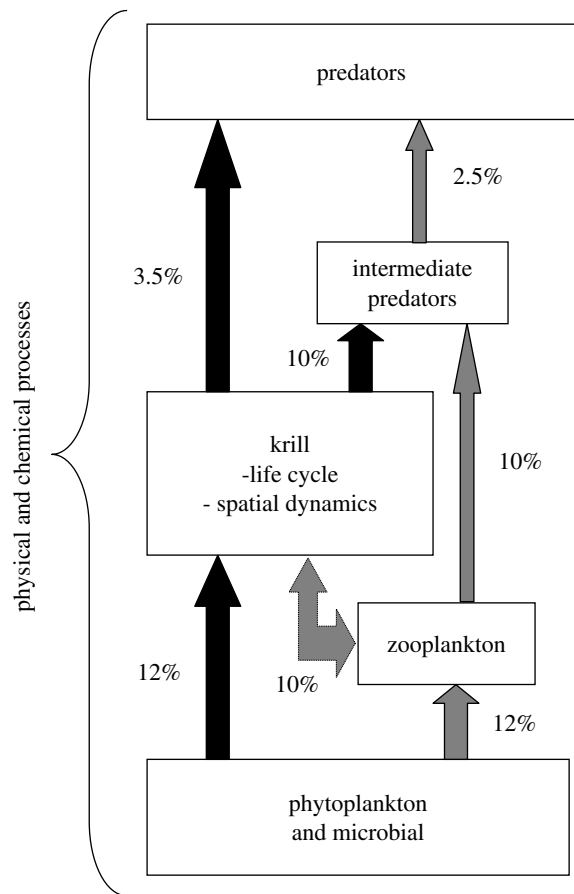 predators
2.5%
intermediate
predators
3.5%
10%
krill
-life cycle
- spatial dynamics
10%
physical and chemical processes
zooplankton
12%
10%
12%
phytoplankton
and microbial